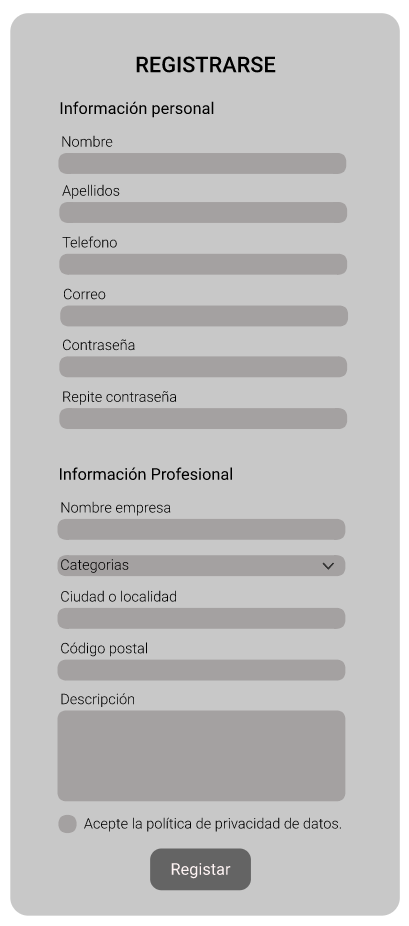 REGISTRARSE
Información personal
Nombre
Apellidos
Telefono
Correo
Contraseña
Repite contraseña
Información Profesional
Nombre empresa
Categorias
Ciudad o localidad
Código postal
Descripción
Acepte la política de privacidad de datos.
Registar